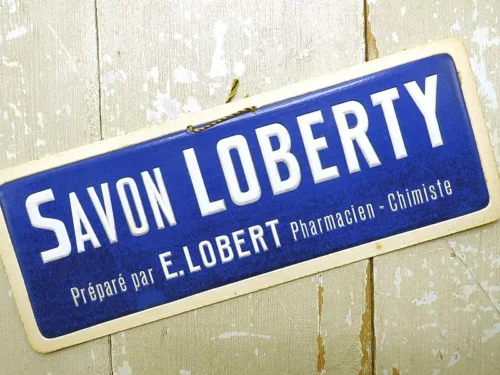 SAVON LOBERTY
Préparé par E. LOBERT Pharmacien - Chimiste